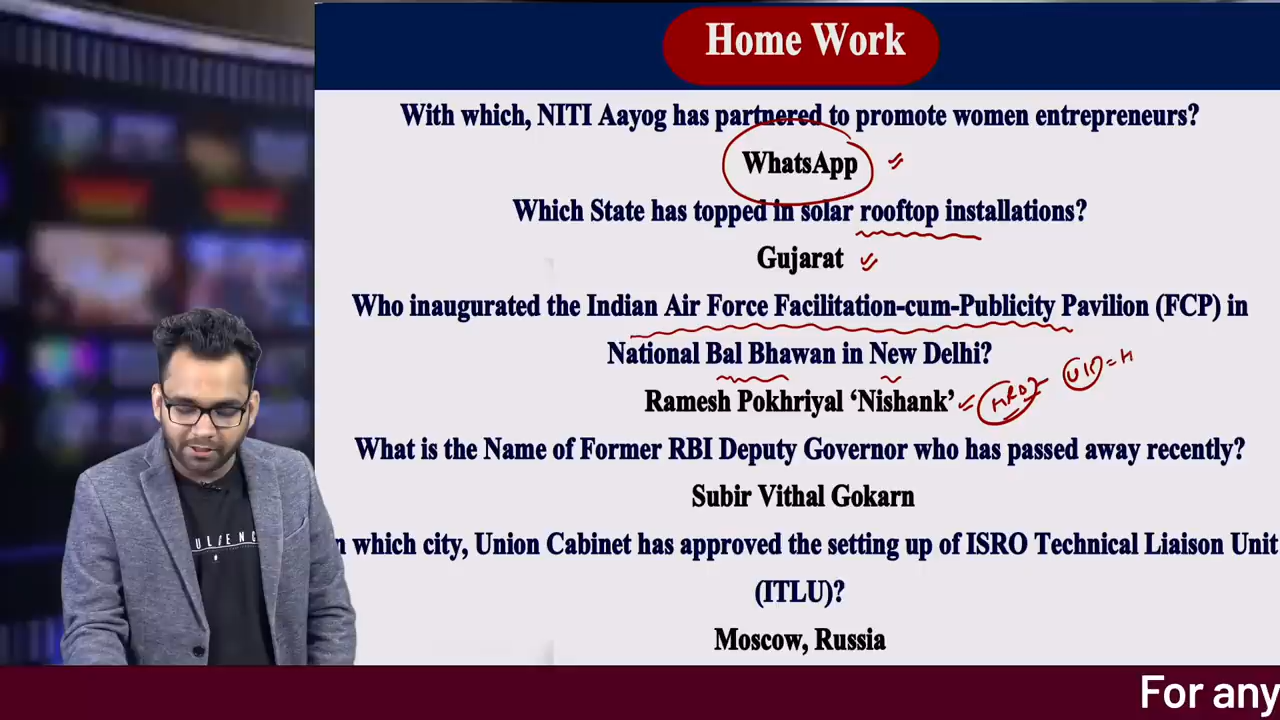 Home Work
With which, NITI Aayog has partnered to promote women entrepreneurs?
WhatsApp
Which State has topped in solar rooftop installations?
Gujarat
Who inaugurated the Indian Air Force Facilitation-cum-Publicity Pavilion (FCP) in
National Bal Bhawan in New Delhi?
Ramesh Pokhriyal ‘Nishank’ HRD
What is the Name of Former RBI Deputy Governor who has passed away recently?
Subir Vithal Gokarn
n which city, Union Cabinet has approved the setting up of ISRO Technical Liaison Unit
(ITLU)?
Moscow, Russia
For any